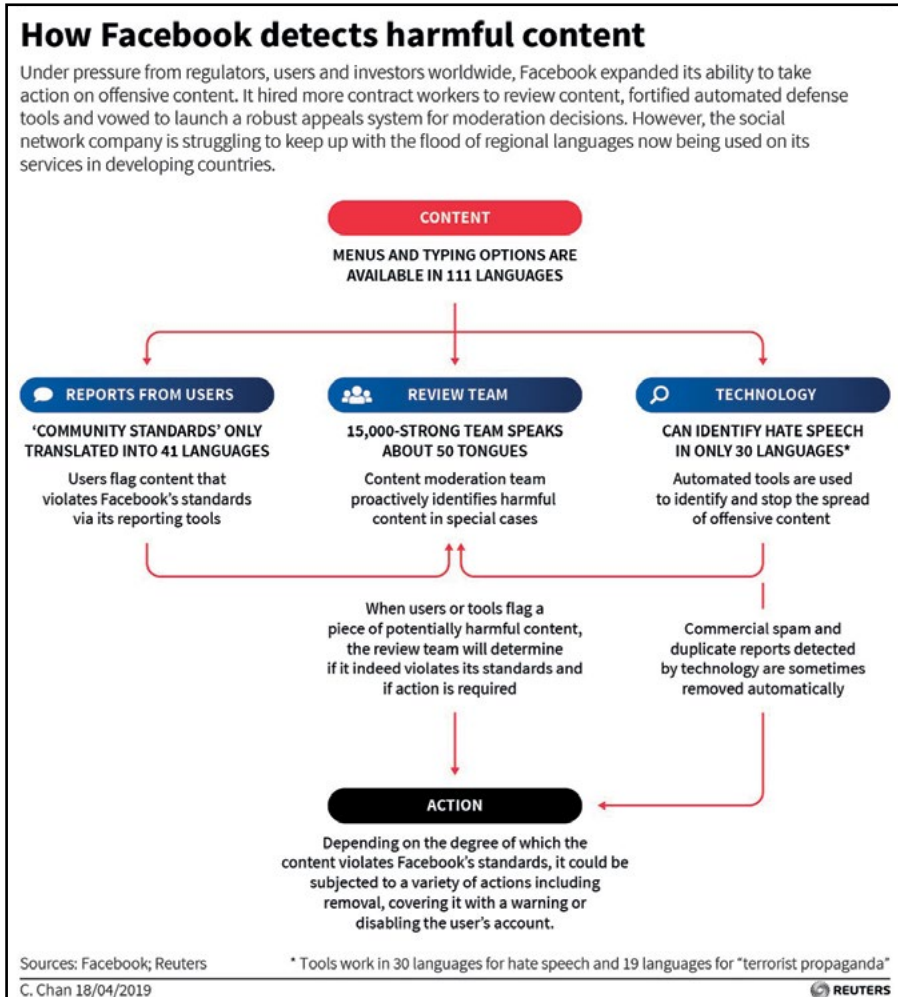 How Facebook detects harmful content
Under pressure from regulators, users and investors worldwide, Facebook expanded its ability to take
action on offensive content. It hired more contract workers to review content, fortified automated defense
tools and vowed to launch a robust appeals system for moderation decisions. However, the social
network company is struggling to keep up with the flood of regional languages now being used on its
services in developing countries.
CONTENT
MENUS AND TYPING OPTIONS ARE
AVAILABLE IN 111 LANGUAGES
REPORTS FROM USERS
‘COMMUNITY STANDARDS’ ONLY
TRANSLATED INTO 41 LANGUAGES
Users flag content that
violates Facebook’s standards
via its reporting tools
REVIEW TEAM
15,000-STRONG TEAM SPEAKS
ABOUT 50 TONGUES
Content moderation team
proactively identifies harmful
content in special cases
TECHNOLOGY
CAN IDENTIFY HATE SPEECH
IN ONLY 30 LANGUAGES*
Automated tools are used
to identify and stop the spread
of offensive content
When users or tools flag a
piece of potentially harmful content,
the review team will determine
if it indeed violates its standards and
if action is required
Commercial spam and
duplicate reports detected
by technology are sometimes
removed automatically
ACTION
Depending on the degree of which the
content violates Facebook’s standards, it could be
subjected to a variety of actions including
removal, covering it with a warning or
disabling the user’s account.
Sources: Facebook; Reuters
* Tools work in 30 languages for hate speech and 19 languages for “terrorist propaganda”
C. Chan 18/04/2019
REUTERS